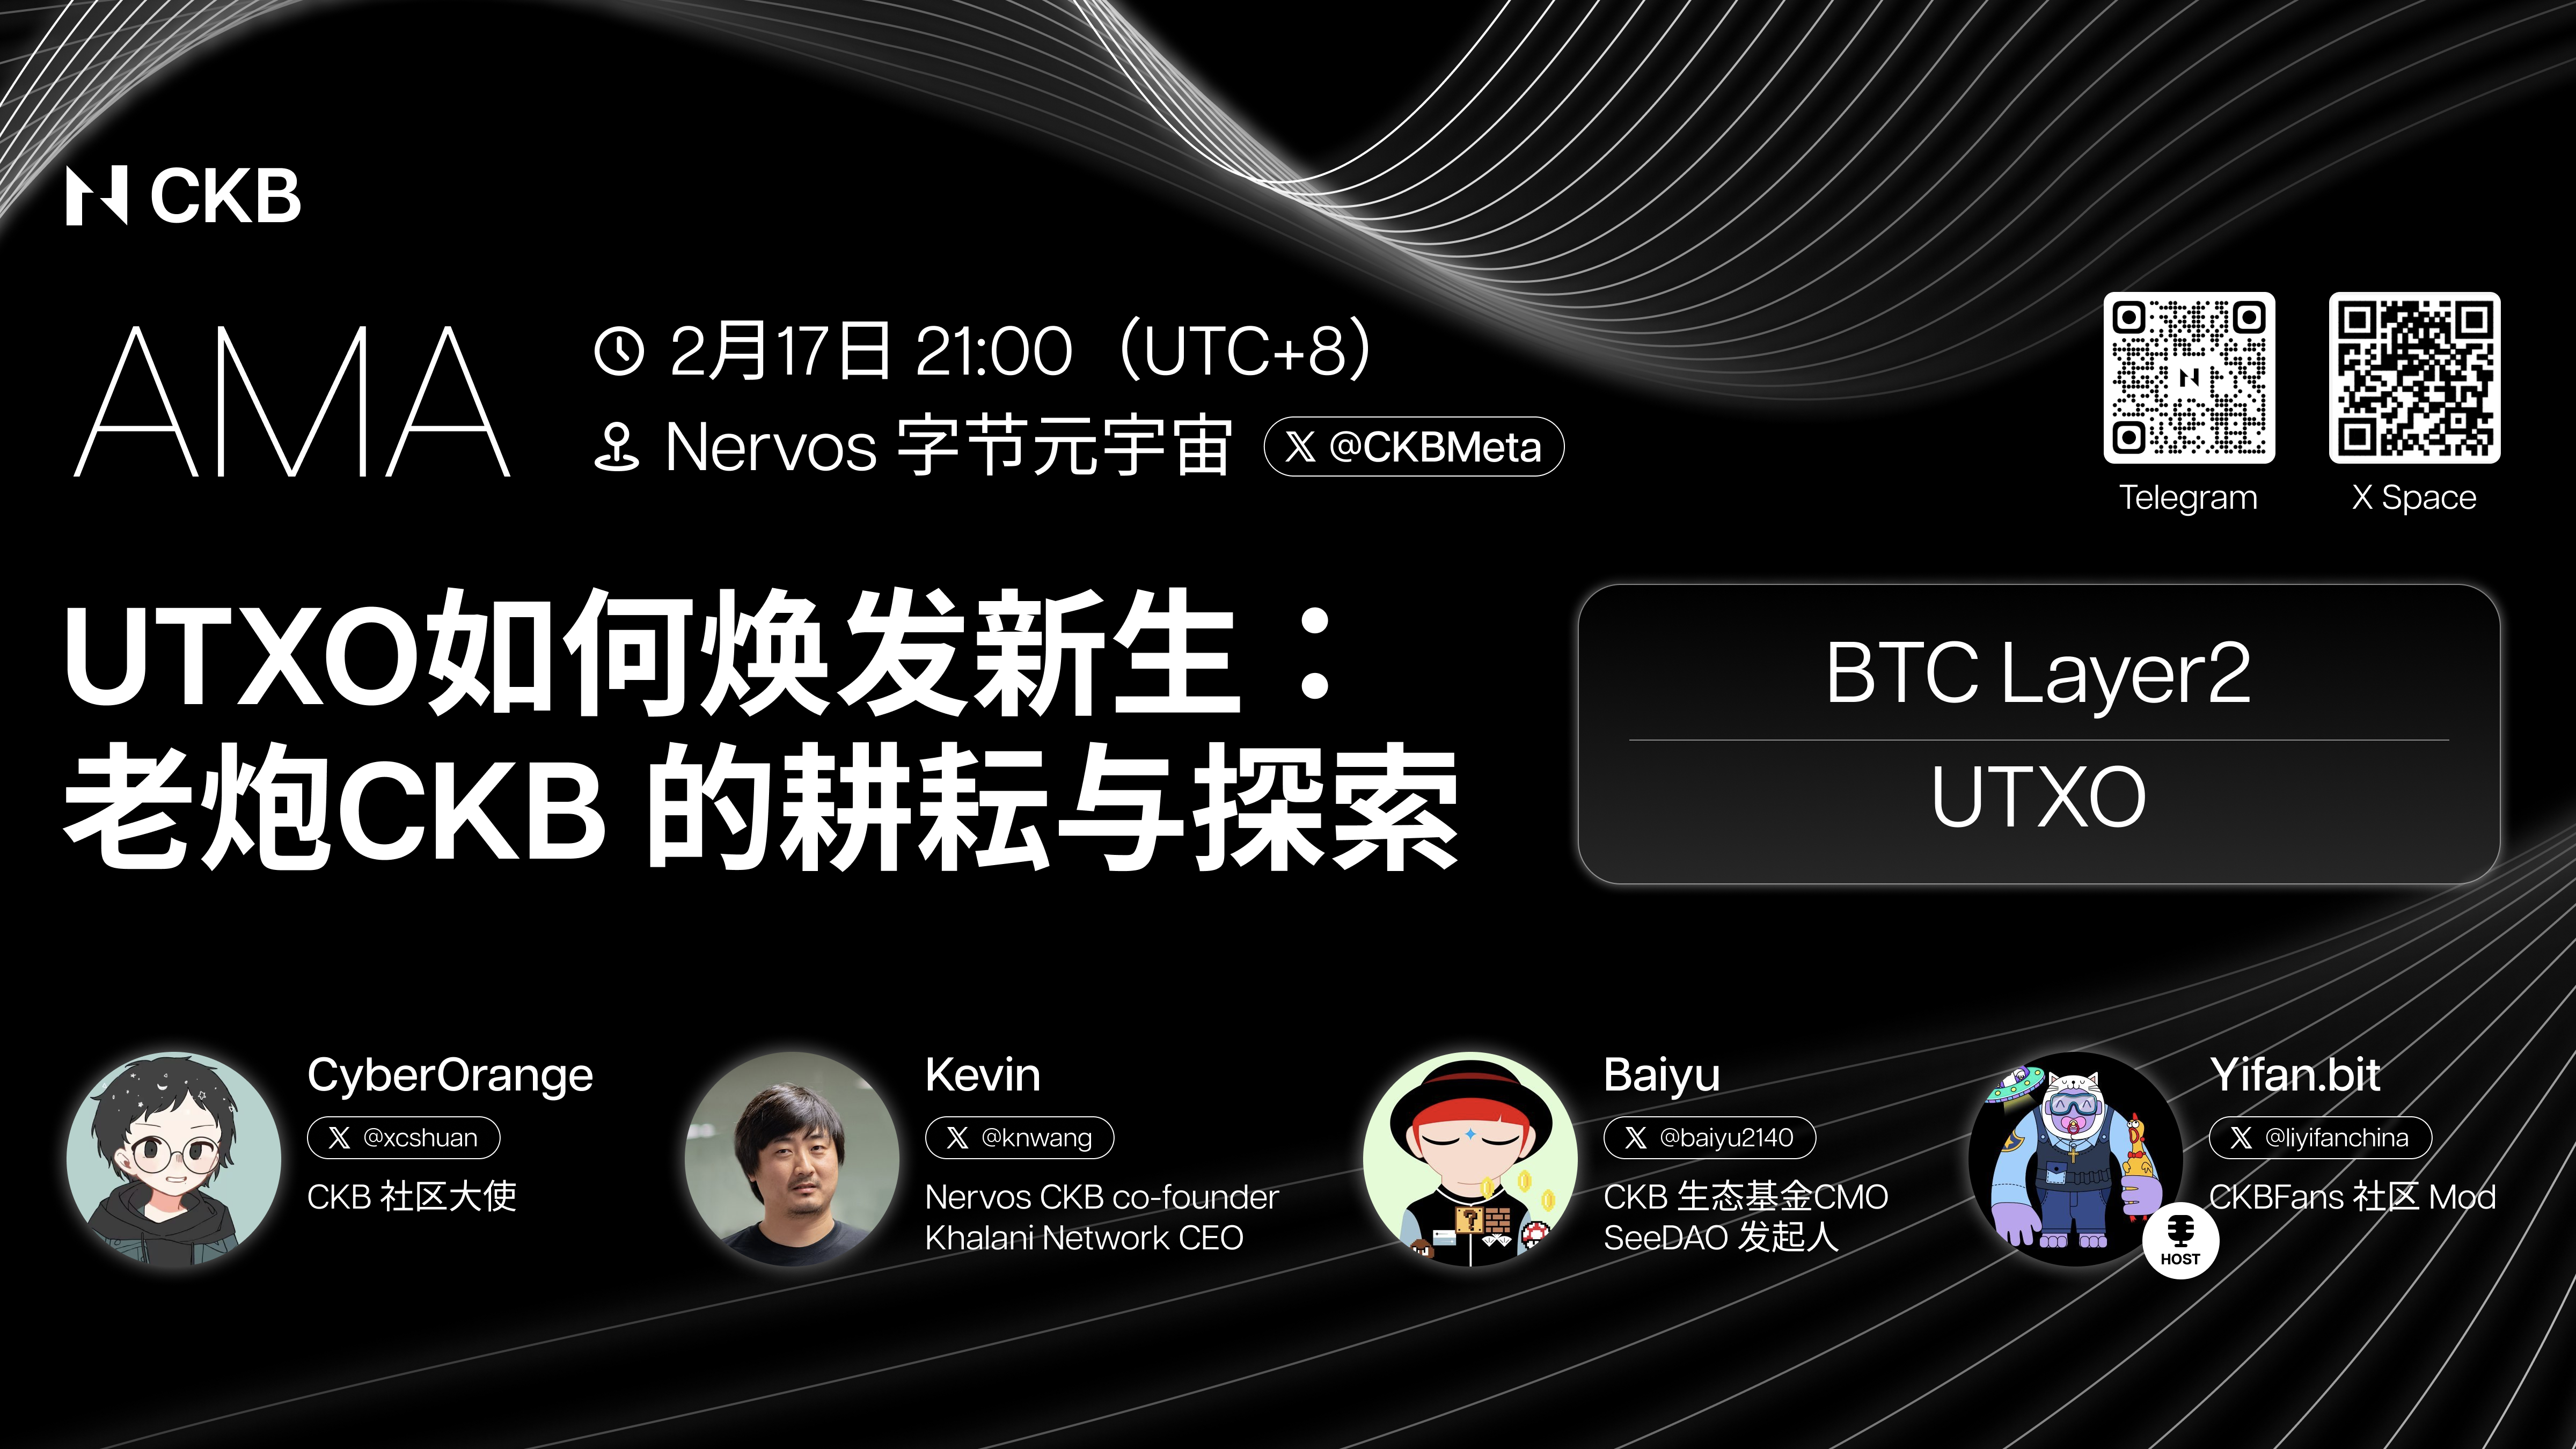 CKB
AMA
2月17日 21:00（UTC+8）
Nervos 字节元宇宙 X @CKBMeta
Telegram
X Space
UTXO如何焕发新生：
老炮CKB 的耕耘与探索
BTC Layer2
UTXO
CyberOrange
X @xcshuan
CKB 社区大使
Kevin
X @knwang
Nervos CKB co-founder
Khalani Network CEO
Baiyu
X @baiyu2140
CKB 生态基金CMO
SeeDAO 发起人
Yifan.bit
X @liyifanchina
CKBFans 社区 Mod
HOST